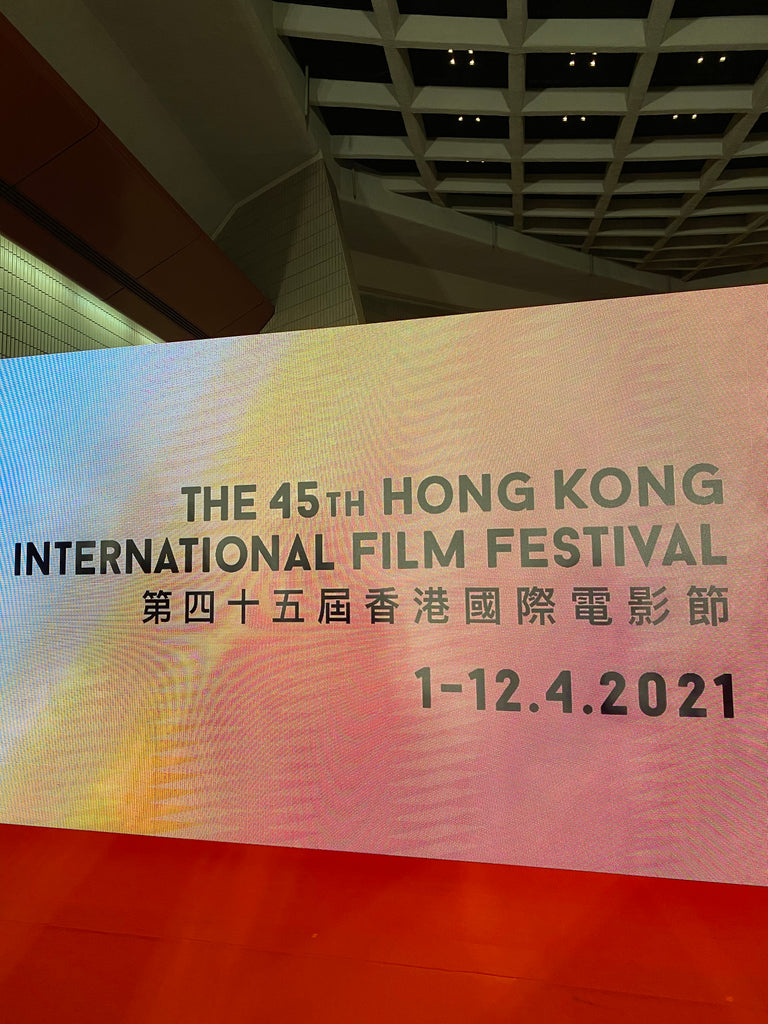 THE 45TH HONG KONG
INTERNATIONAL FILM FESTIVAL
第四十五屆香港國際電影節
1-12.4.2021